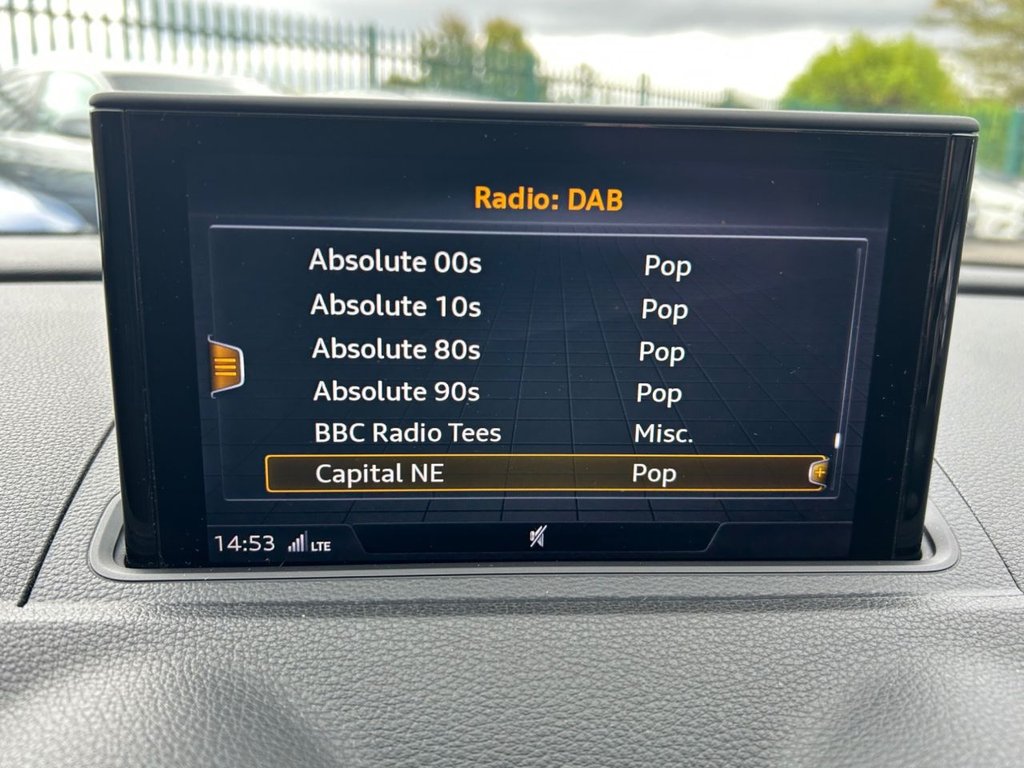 Radio: DAB
Absolute 00s Pop
Absolute 10s Pop
Absolute 80s Pop
Absolute 90s Pop
BBC Radio Tees Misc.
Capital NE Pop
14:53 LTE